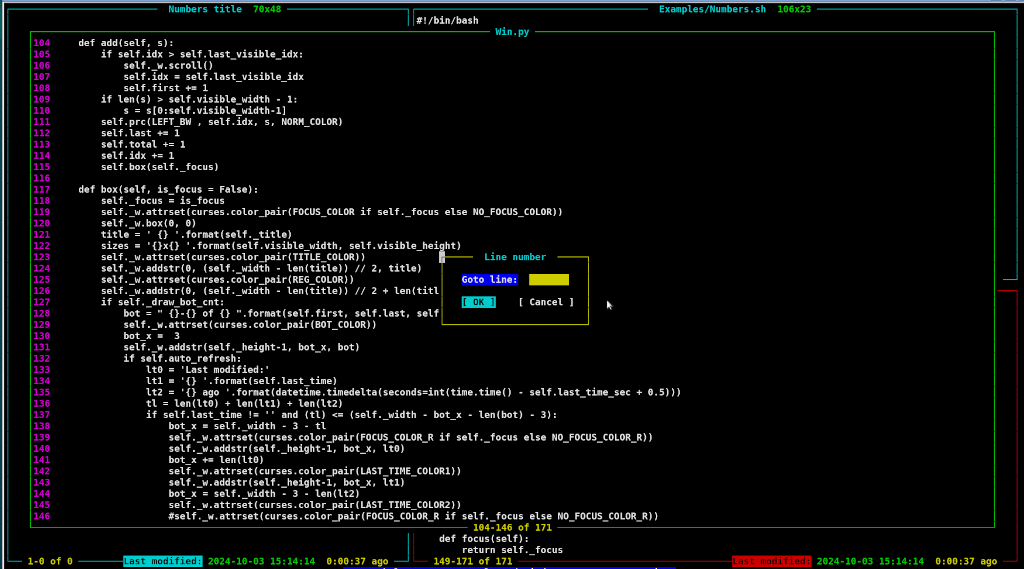 Numbers title  70x48
Examples/Numbers.sh  106x23
#!/bin/bash
Win.py
104     def add(self, s):
105         if self.idx > self.last_visible_idx:
106             self._w.scroll()
107             self.idx = self.last_visible_idx
108             self.first += 1
109         if len(s) > self.visible_width - 1:
110             s = s[0:self.visible_width-1]
111         self.prc(LEFT_BW , self.idx, s, NORM_COLOR)
112         self.last += 1
113         self.total += 1
114         self.idx += 1
115         self.box(self._focus)
116
117     def box(self, is_focus = False):
118         self._focus = is_focus
119         self._w.attrset(curses.color_pair(FOCUS_COLOR if self._focus else NO_FOCUS_COLOR))
120         self._w.box(0, 0)
121         title = ' {} '.format(self._title)
122         sizes = '{}x{} '.format(self.visible_width, self.visible_height)
123         self._w.attrset(curses.color_pair(TITLE_COLOR))
124         self._w.addstr(0, (self._width - len(title)) // 2, title)
125         self._w.attrset(curses.color_pair(REG_COLOR))
126         self._w.addstr(0, (self._width - len(title)) // 2 + len(titl
127         if self._draw_bot_cnt:
128             bot = " {}-{} of {} ".format(self.first, self.last, self
129             self._w.attrset(curses.color_pair(BOT_COLOR))
130             bot_x =  3
131             self._w.addstr(self._height-1, bot_x, bot)
132             if self.auto_refresh:
133                 lt0 = 'Last modified:'
134                 lt1 = '{} '.format(self.last_time)
135                 lt2 = '{} ago '.format(datetime.timedelta(seconds=int(time.time() - self.last_time_sec + 0.5)))
136                 tl = len(lt0) + len(lt1) + len(lt2)
137                 if self.last_time != '' and (tl) <= (self._width - bot_x - len(bot) - 3):
138                     bot_x = self._width - 3 - tl
139                     self._w.attrset(curses.color_pair(FOCUS_COLOR_R if self._focus else NO_FOCUS_COLOR_R))
140                     self._w.addstr(self._height-1, bot_x, lt0)
141                     bot_x += len(lt0)
142                     self._w.attrset(curses.color_pair(LAST_TIME_COLOR1))
143                     self._w.addstr(self._height-1, bot_x, lt1)
144                     bot_x = self._width - 3 - len(lt2)
145                     self._w.attrset(curses.color_pair(LAST_TIME_COLOR2))
146                     #self._w.attrset(curses.color_pair(FOCUS_COLOR_R if self._focus else NO_FOCUS_COLOR_R))
Line number
Goto line:
[ OK ]    [ Cancel ]
104-146 of 171
def focus(self):
    return self._focus
1-0 of 0
Last modified: 2024-10-03 15:14:14  0:00:37 ago
149-171 of 171
Last modified: 2024-10-03 15:14:14  0:00:37 ago